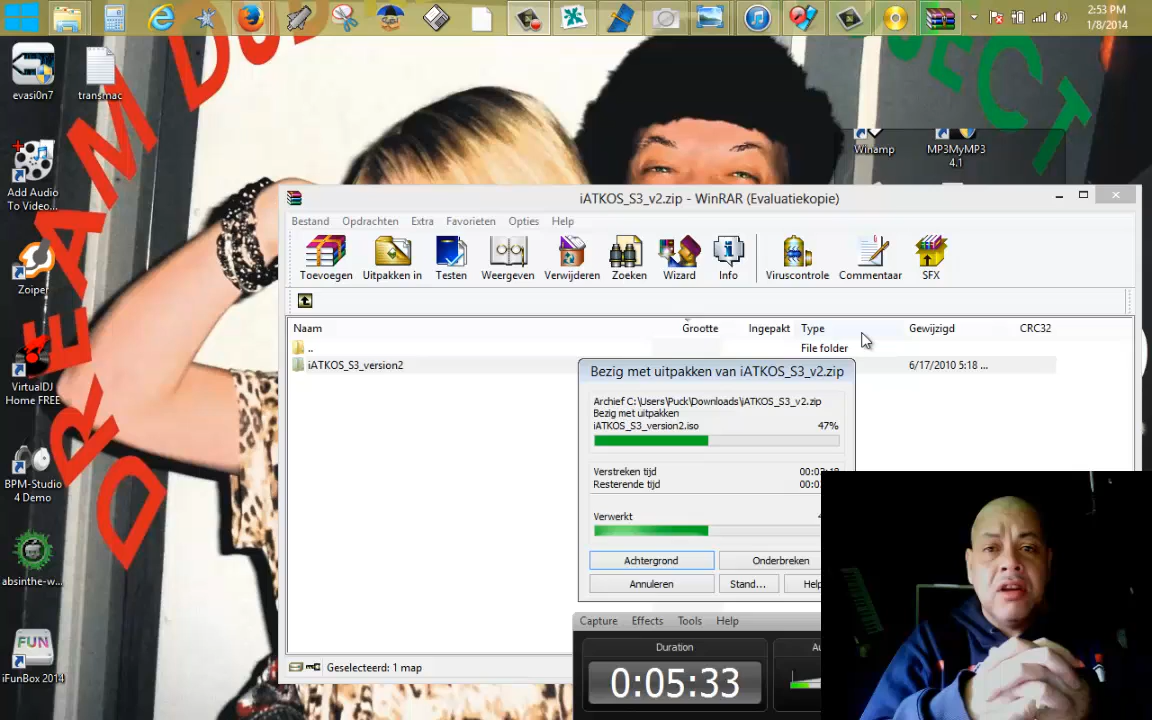 2:53 PM
1/8/2014
evasi0n7
transmac
Add Audio
To Video...
Zoiper
VirtualDJ
Home FREE
BPM-Studio
4 Demo
absinthe-w...
iFunBox 2014
FUN
DREAM
Winamp
MP3MyMP3
4.1
iATKOS_S3_v2.zip - WinRAR (Evaluatiekopie)
Bestand Opdrachten Extra Favorieten Opties Help
Toevoegen Uitpakken in Testen Weergeven Verwijderen Zoeken Wizard Info Viruscontrole Commentaar SFX
Naam Grootte Ingepakt Type Gewijzigd CRC32
.. File folder
iATKOS_S3_version2 6/17/2010 5:18 ...
Bezig met uitpakken van iATKOS_S3_v2.zip
Archief C:\Users\Puck\Downloads\iATKOS_S3_v2.zip
Bezig met uitpakken
iATKOS_S3_version2.iso 47%
Verstreken tijd
Resterende tijd
Verwerkt
Achtergrond Onderbreken
Annuleren Stand... Help
Geselecteerd: 1 map
Capture Effects Tools Help
Duration
0:05:33